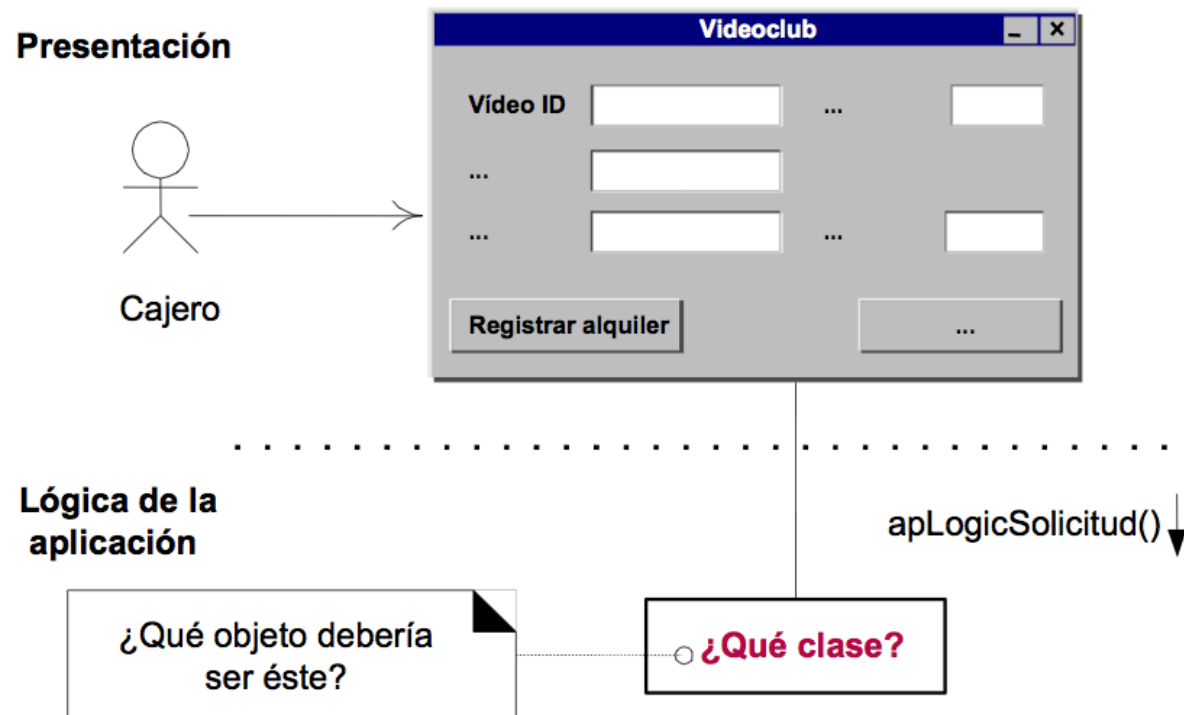 Presentación
Videoclub
Vídeo ID
...
...
...
...
Cajero
Registrar alquiler
...
Lógica de la
aplicación
apLogicSolicitud()
¿Qué objeto debería
ser éste?
¿Qué clase?